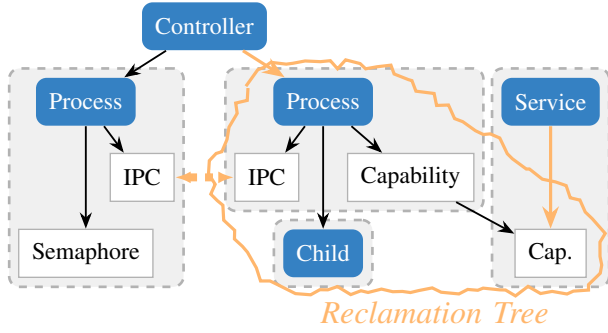 Controller
Process
Process
Service
IPC
IPC
Capability
Semaphore
Child
Cap.
Reclamation Tree